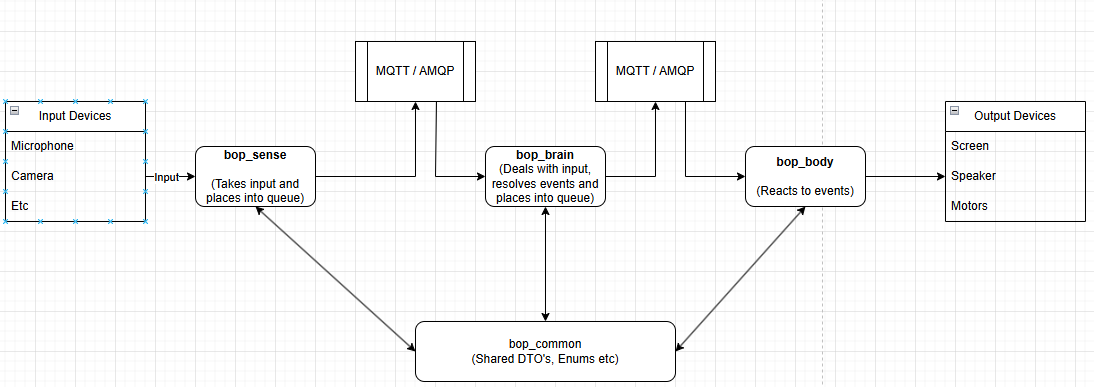 MQTT / AMQP
MQTT / AMQP
Input Devices
Microphone
Camera
Etc
Input
bop_sense
(Takes input and
places into queue)
bop_brain
(Deals with input,
resolves events and
places into queue)
bop_body
(Reacts to events)
Output Devices
Screen
Speaker
Motors
bop_common
(Shared DTO's, Enums etc)